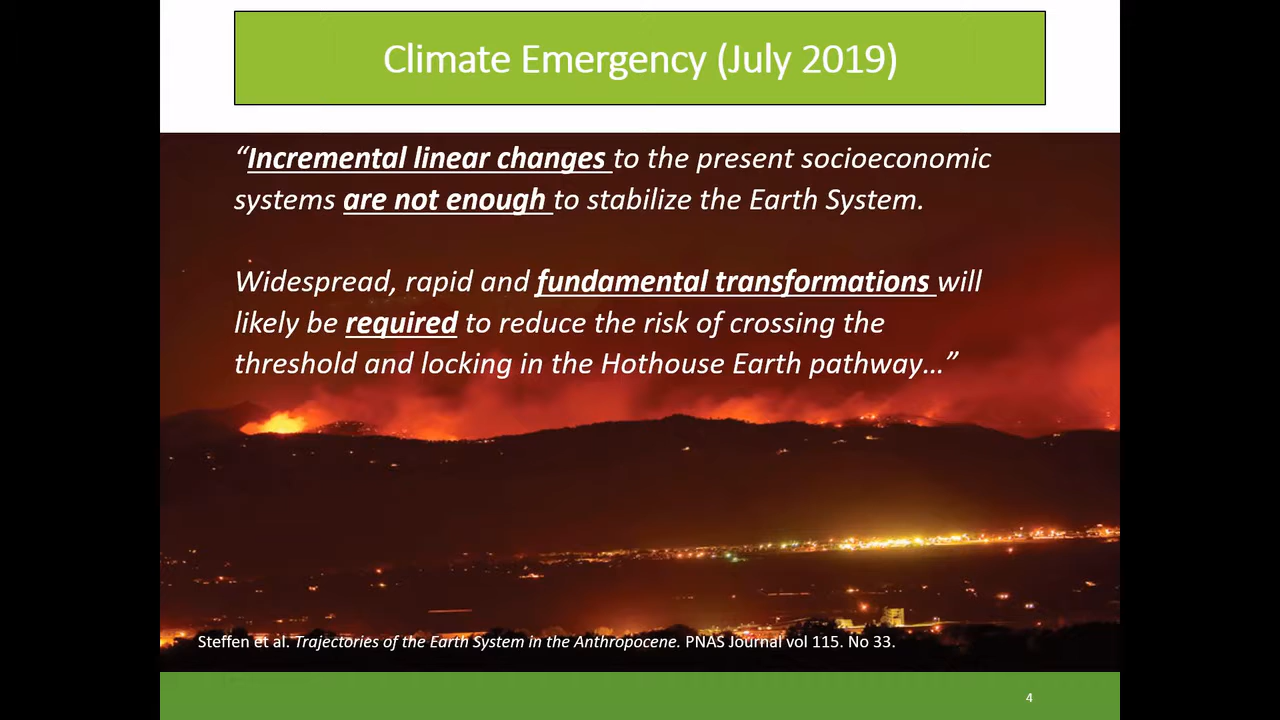 Climate Emergency (July 2019)
“Incremental linear changes to the present socioeconomic
systems are not enough to stabilize the Earth System.
Widespread, rapid and fundamental transformations will
likely be required to reduce the risk of crossing the
threshold and locking in the Hothouse Earth pathway…”
Steffen et al. Trajectories of the Earth System in the Anthropocene. PNAS Journal vol 115. No 33.
4